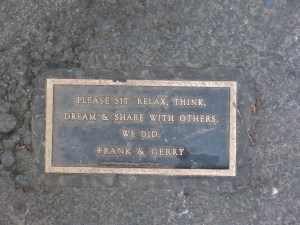 PLEASE SIT, RELAX, THINK,
DREAM & SHARE WITH OTHERS.
WE DID.
FRANK & GERRY